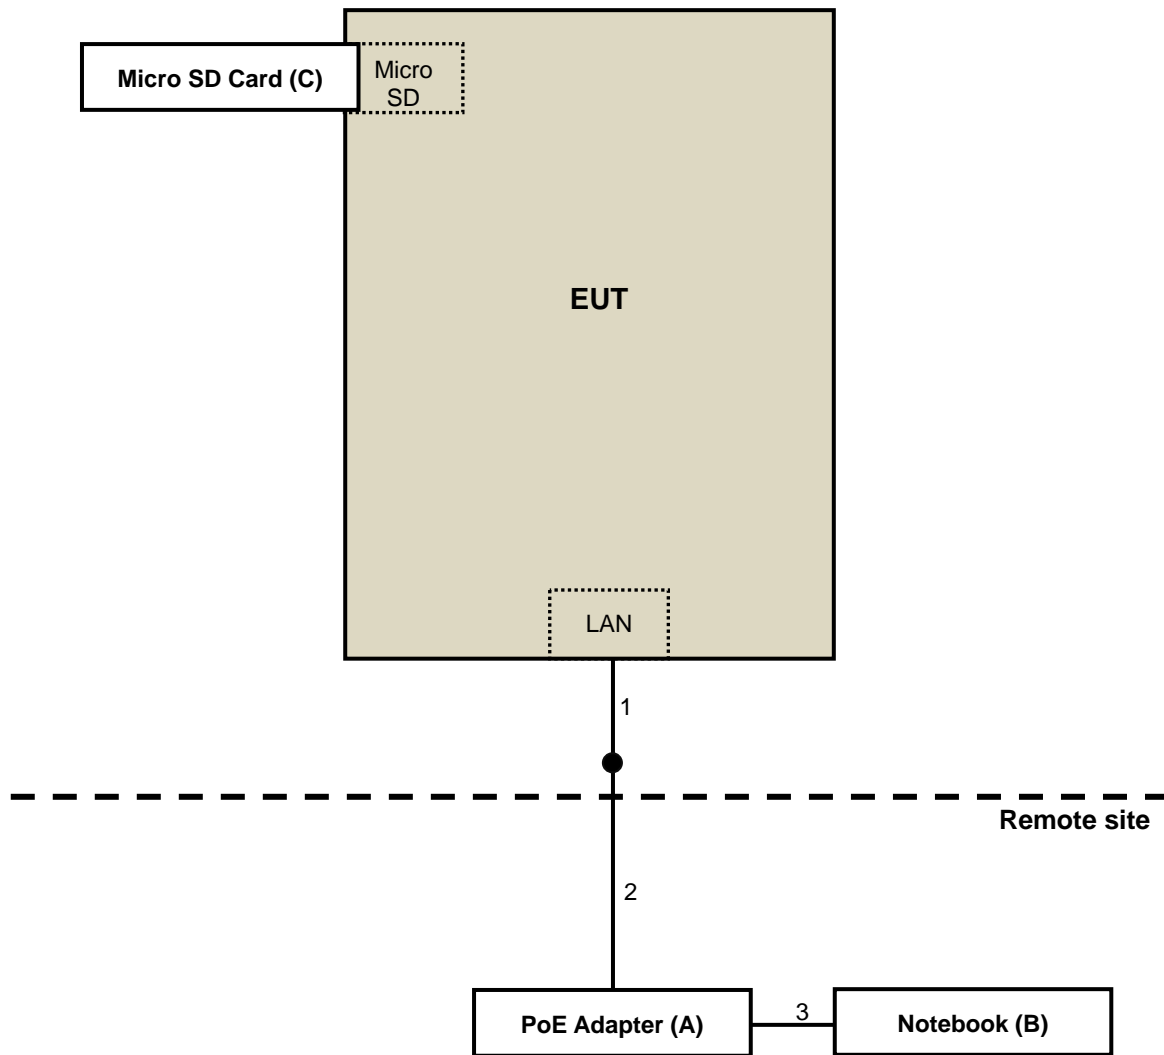 Micro SD Card (C)
Micro
SD
EUT
LAN
1
Remote site
2
PoE Adapter (A)
3
Notebook (B)